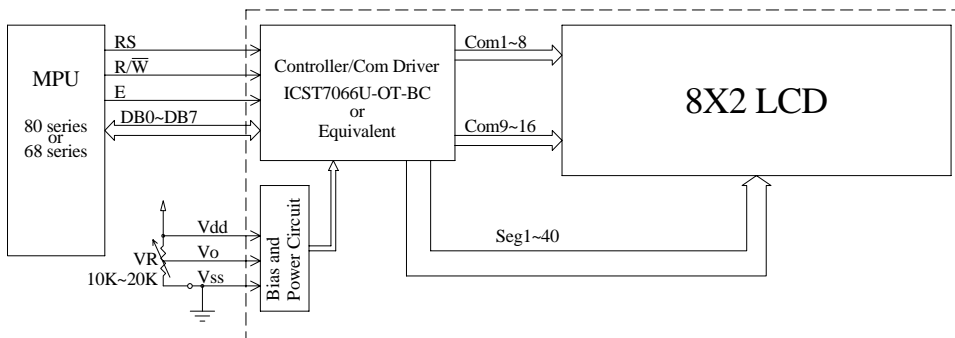 MPU
80 series
or
68 series
RS
R/W̅
E
DB0~DB7
Controller/Com Driver
ICST7066U-OT-BC
or
Equivalent
Com1~8
Com9~16
8X2 LCD
Seg1~40
Vdd
Vo
Vss
VR
10K~20K
Bias and
Power Circuit